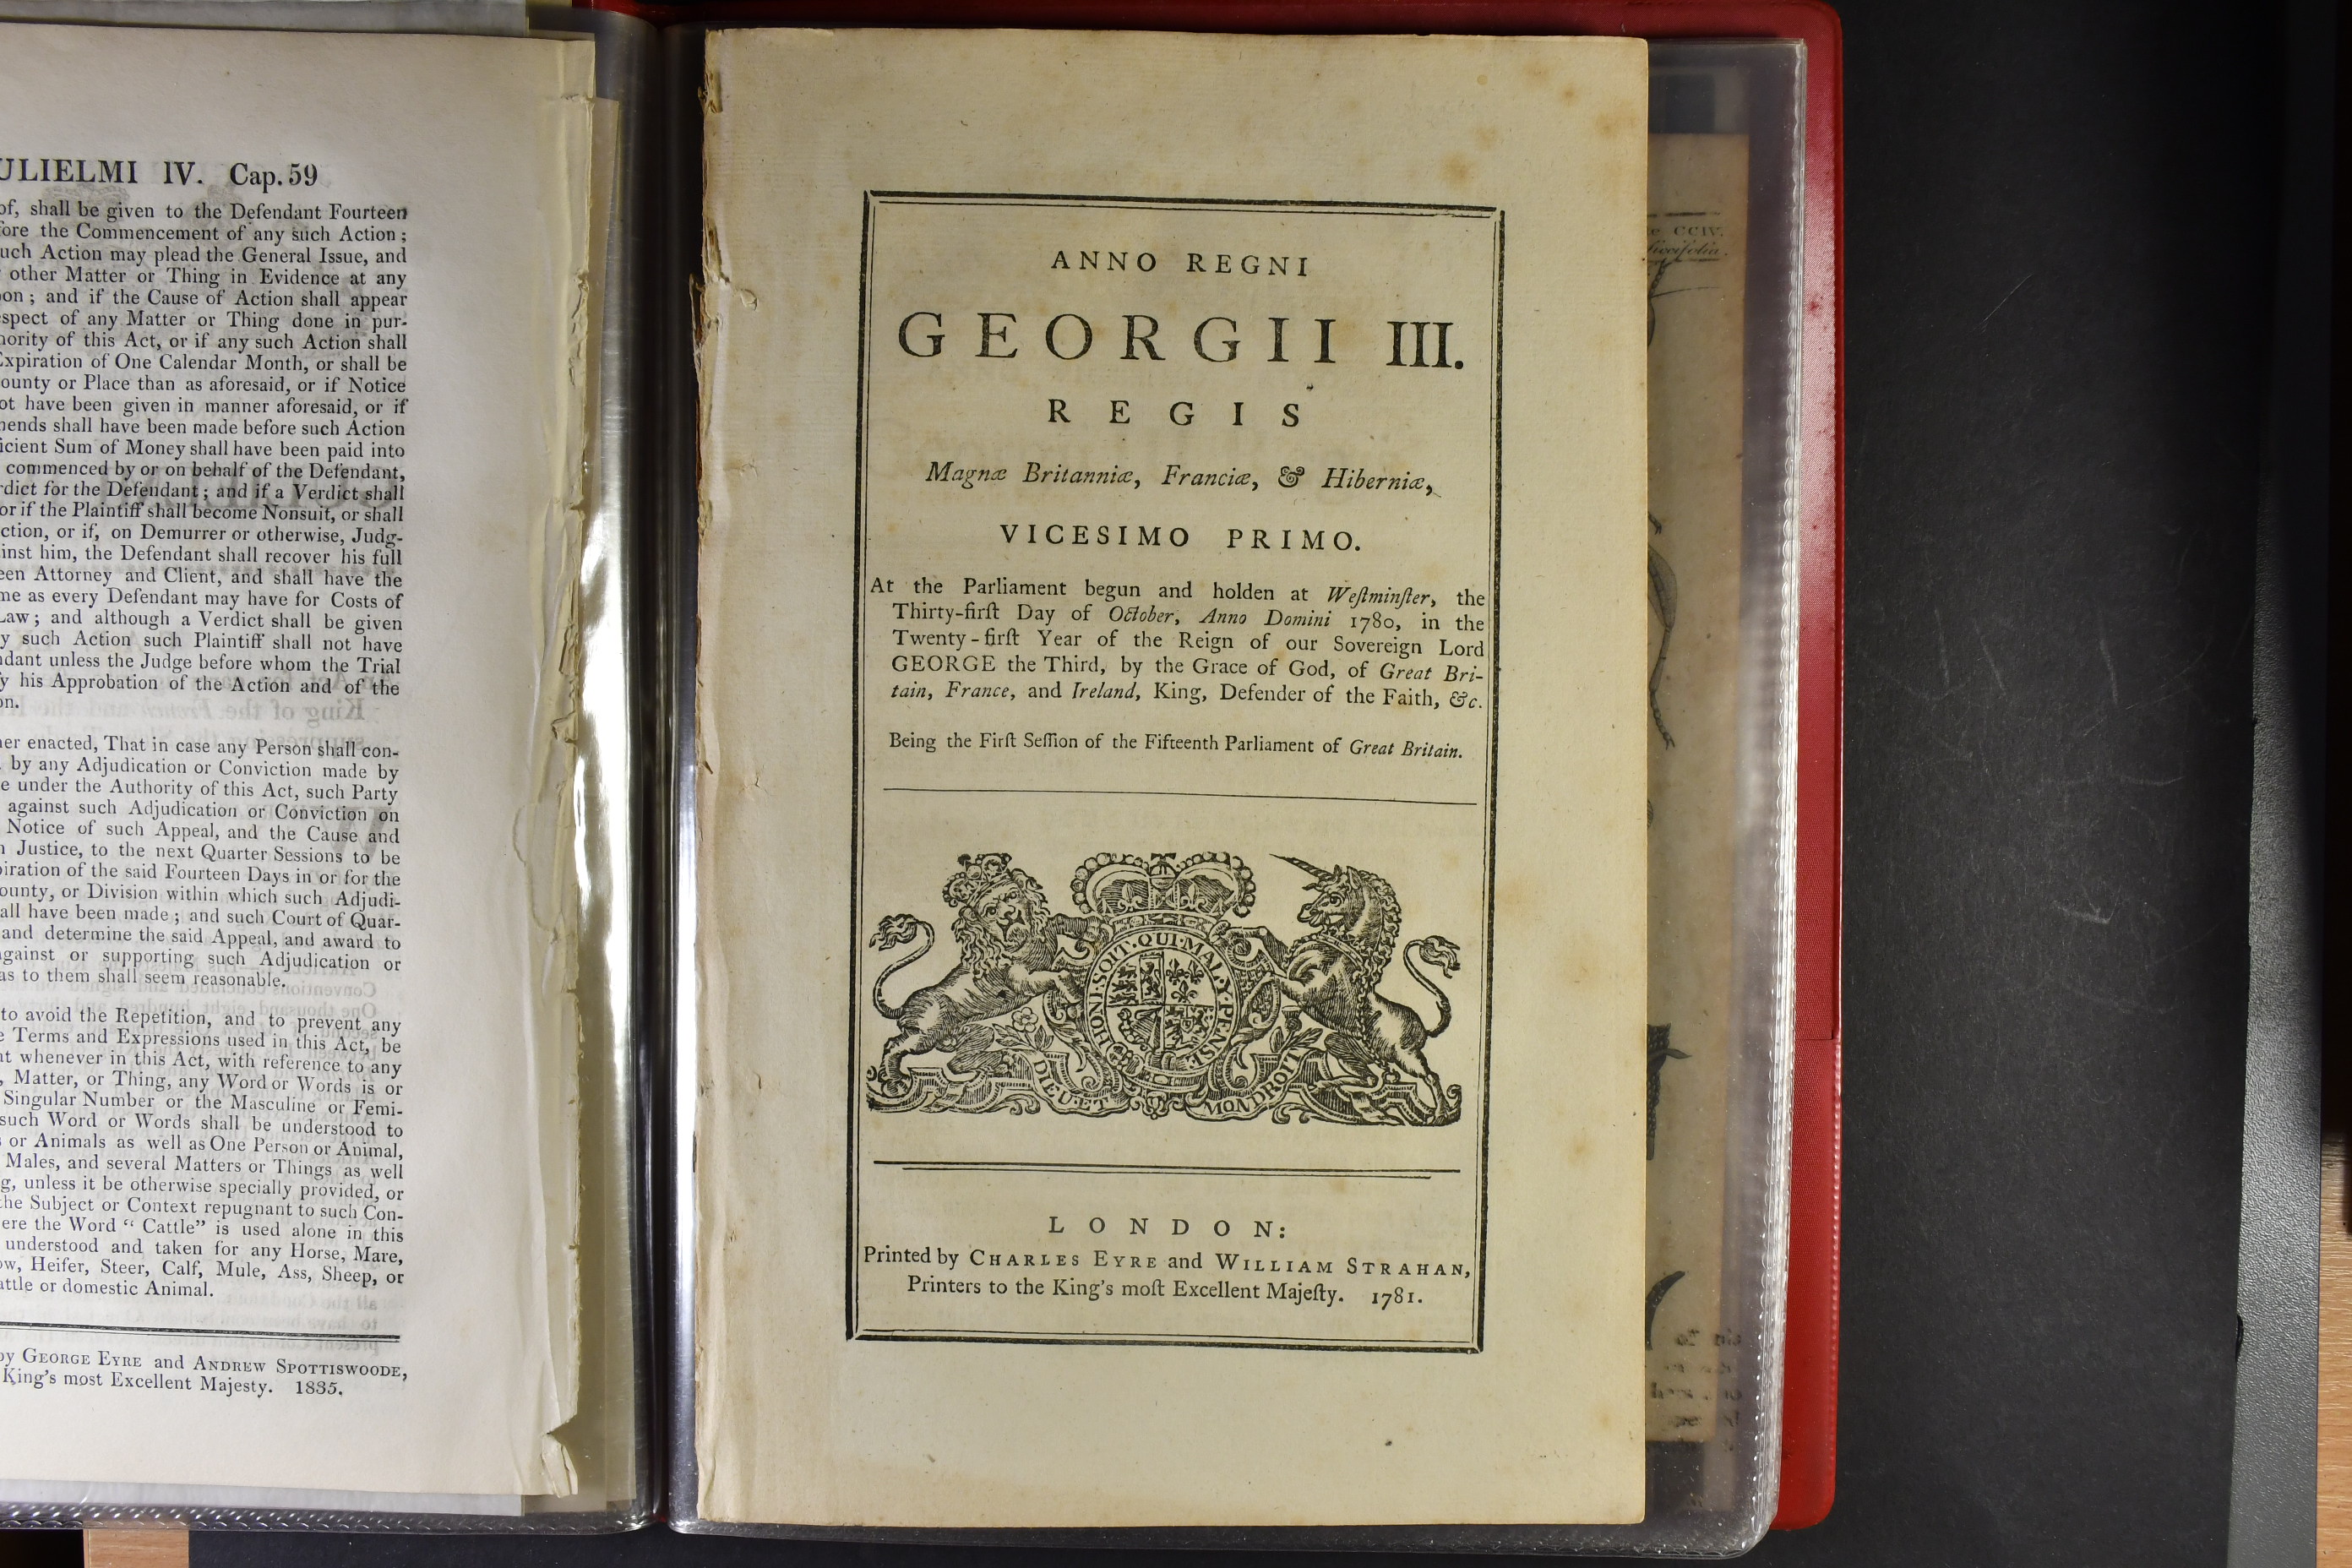 ULIELMI IV. Cap. 59
of, shall be given to the Defendant Fourteen
fore the Commencement of any such Action;
uch Action may plead the General Issue, and
other Matter or Thing in Evidence at any
on; and if the Cause of Action shall appear
spect of any Matter or Thing done in pur-
hority of this Act, or if any such Action shall
Expiration of One Calendar Month, or shall be
ounty or Place than as aforesaid, or if Notice
ot have been given in manner aforesaid, or if
mends shall have been made before such Action
icient Sum of Money shall have been paid into
commenced by or on behalf of the Defendant,
rdict for the Defendant; and if a Verdict shall
or if the Plaintiff shall become Nonsuit, or shall
ction, or if, on Demurrer or otherwise, Judg-
inst him, the Defendant shall recover his full
een Attorney and Client, and shall have the
me as every Defendant may have for Costs of
Law; and although a Verdict shall be given
y such Action such Plaintiff shall not have
ndant unless the Judge before whom the Trial
y his Approbation of the Action and of the
on.
her enacted, That in case any Person shall con-
by any Adjudication or Conviction made by
e under the Authority of this Act, such Party
against such Adjudication or Conviction on
Notice of such Appeal, and the Cause and
n Justice, to the next Quarter Sessions to be
piration of the said Fourteen Days in or for the
ounty, or Division within which such Adjudi-
all have been made; and such Court of Quar-
and determine the said Appeal, and award to
against or supporting such Adjudication or
as to them shall seem reasonable.
to avoid the Repetition, and to prevent any
e Terms and Expressions used in this Act, be
at whenever in this Act, with reference to any
, Matter, or Thing, any Word or Words is or
Singular Number or the Masculine or Femi-
such Word or Words shall be understood to
s or Animals as well as One Person or Animal,
Males, and several Matters or Things as well
g, unless it be otherwise specially provided, or
the Subject or Context repugnant to such Con-
ere the Word “ Cattle” is used alone in this
understood and taken for any Horse, Mare,
ow, Heifer, Steer, Calf, Mule, Ass, Sheep, or
attle or domestic Animal.
by GEORGE EYRE and ANDREW SPOTTISWOODE,
King's most Excellent Majesty. 1835.
ANNO REGNI
GEORGII III.
REGIS
Magnæ Britanniæ, Franciæ, & Hiberniæ,
VICESIMO PRIMO.
At the Parliament begun and holden at Weſtminſter, the
Thirty-firſt Day of October, Anno Domini 1780, in the
Twenty-firſt Year of the Reign of our Sovereign Lord
GEORGE the Third, by the Grace of God, of Great Bri-
tain, France, and Ireland, King, Defender of the Faith, &c.
Being the Firſt Seſſion of the Fifteenth Parliament of Great Britain.
HONI·SOIT·QUI·MAL·Y·PENSE
DIEU·ET MON DROIT
LONDON:
Printed by CHARLES EYRE and WILLIAM STRAHAN,
Printers to the King's moſt Excellent Majeſty. 1781.
CCIV.